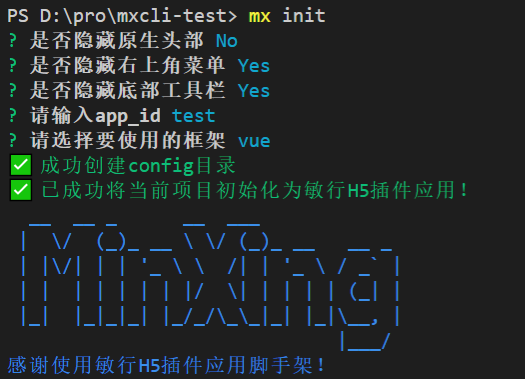 PS D:\pro\mxcli-test> mx init
? 是否隐藏原生头部 No
? 是否隐藏右上角菜单 Yes
? 是否隐藏底部工具栏 Yes
? 请输入app_id test
? 请选择要使用的框架 vue
✅ 成功创建config目录
✅ 已成功将当前项目初始化为敏行H5插件应用！
MinXing
感谢使用敏行H5插件应用脚手架！